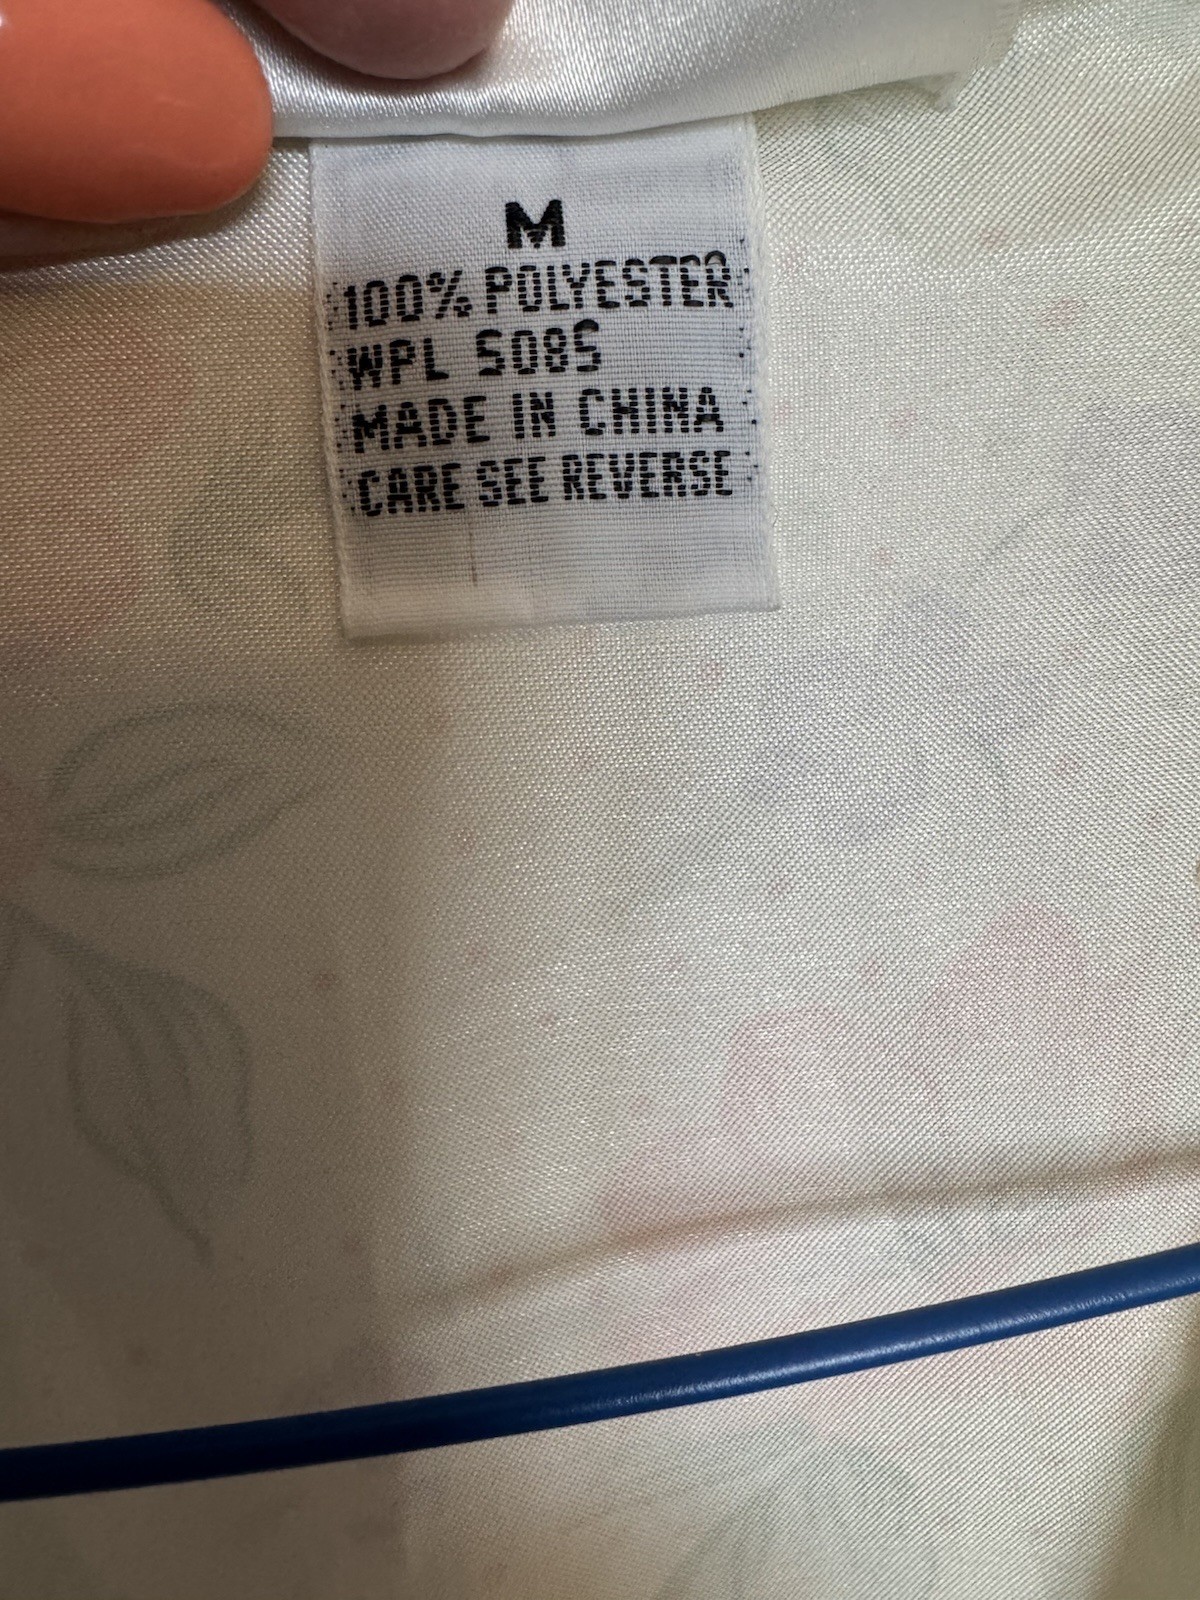 M
100% POLYESTER
WPL 5085
MADE IN CHINA
CARE SEE REVERSE